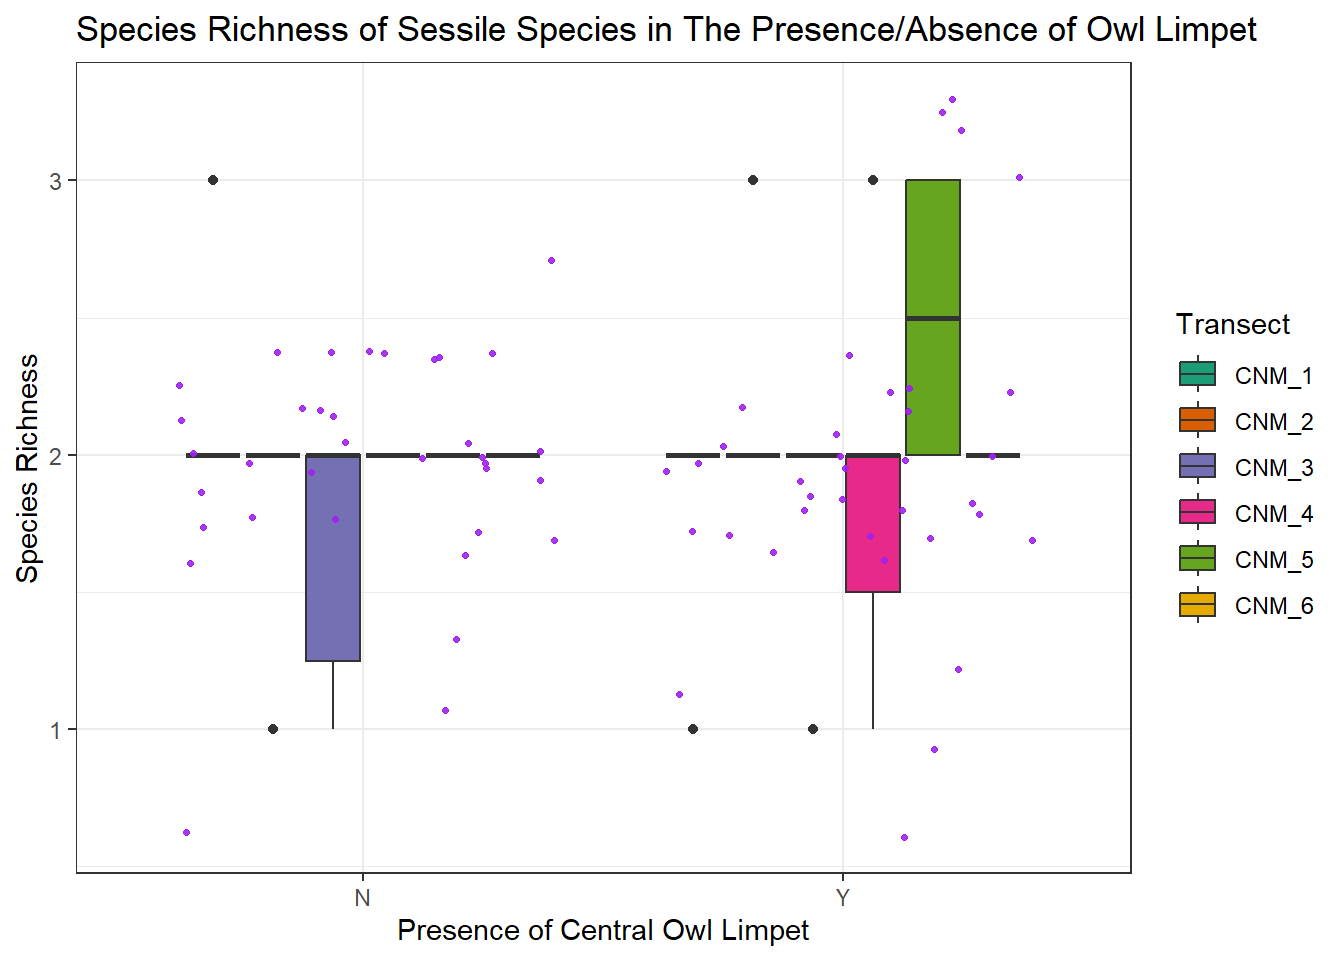 Species Richness of Sessile Species in The Presence/Absence of Owl Limpet
Species Richness
3
2
1
N
Y
Presence of Central Owl Limpet
Transect
CNM_1
CNM_2
CNM_3
CNM_4
CNM_5
CNM_6